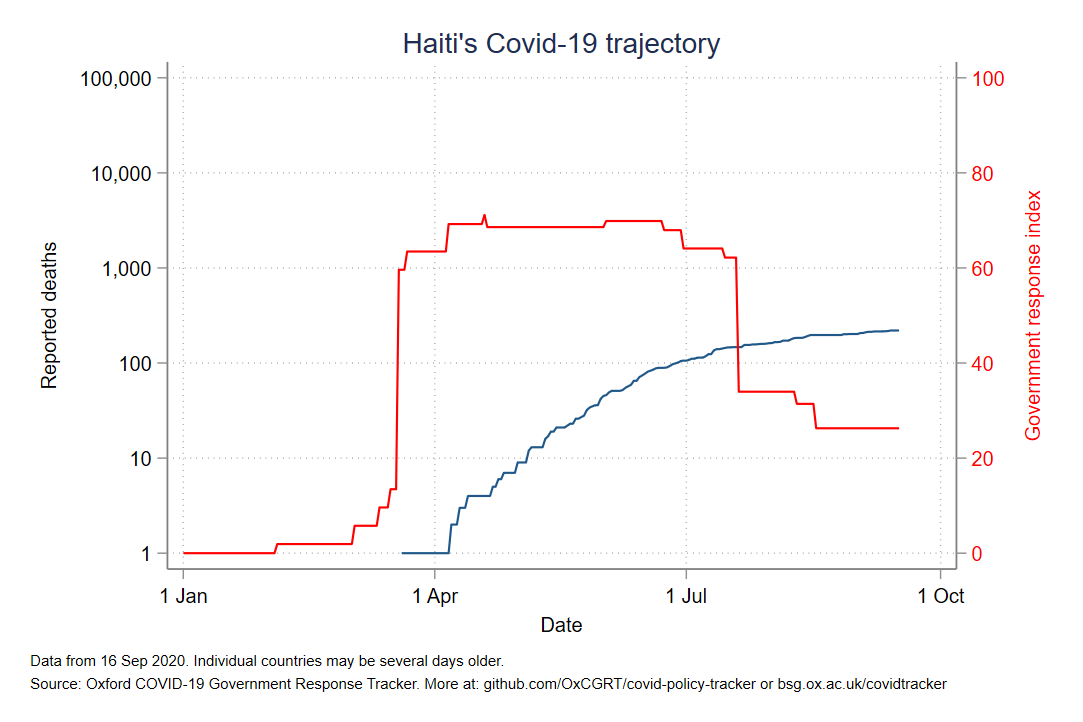 Haiti's Covid-19 trajectory
100,000
10,000
1,000
100
10
1
Reported deaths
100
80
60
40
20
0
Government response index
1 Jan
1 Apr
1 Jul
1 Oct
Date
Data from 16 Sep 2020. Individual countries may be several days older.
Source: Oxford COVID-19 Government Response Tracker. More at: github.com/OxCGRT/covid-policy-tracker or bsg.ox.ac.uk/covidtracker